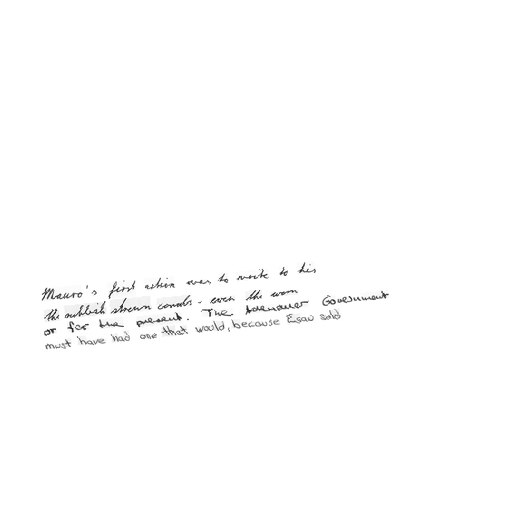 Mauro's first action was to write to his
the rubbish strewn canals - even the worn
or for the present. The Adenauer Government
must have had one that would, because Esau sold